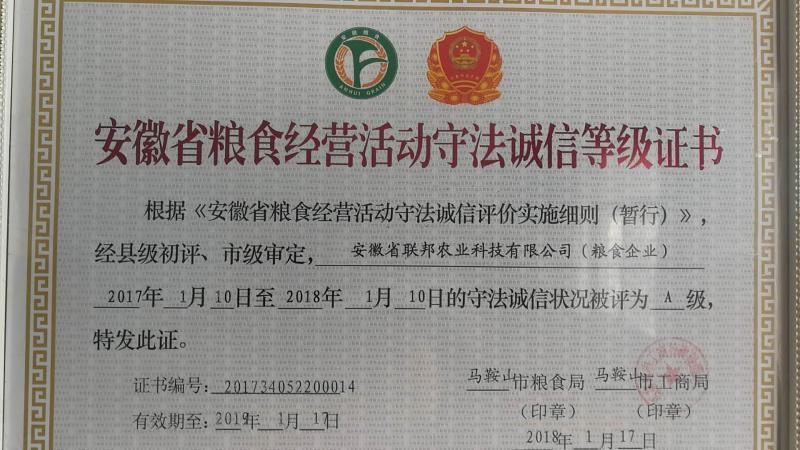 安徽粮食
ANHUI GRAIN
安徽省粮食经营活动守法诚信等级证书
根据《安徽省粮食经营活动守法诚信评价实施细则（暂行）》，
经县级初评、市级审定，安徽省联邦农业科技有限公司（粮食企业）
2017年1月10日至2018年1月10日的守法诚信状况被评为A级，
特发此证。
证书编号：201734052200014
马鞍山市粮食局 马鞍山市工商局
（印章） （印章）
有效期至：2019年1月17日
2018年1月17日